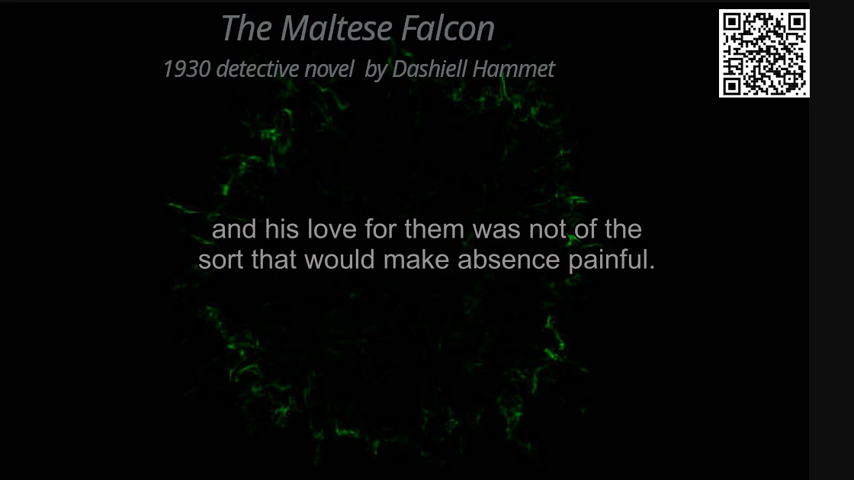 The Maltese Falcon
1930 detective novel by Dashiell Hammet
and his love for them was not of the
sort that would make absence painful.